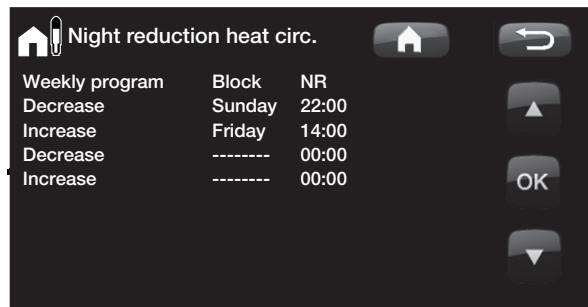 Night reduction heat circ.
Weekly program Block NR
Decrease Sunday 22:00
Increase Friday 14:00
Decrease -------- 00:00
Increase -------- 00:00
OK